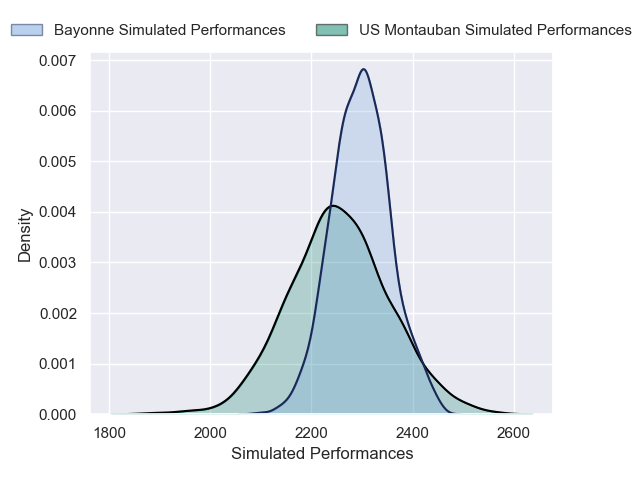 Bayonne Simulated Performances US Montauban Simulated Performances
0.007
0.006
0.005
0.004
0.003
0.002
0.001
0.000
Density
1800 2000 2200 2400 2600
Simulated Performances